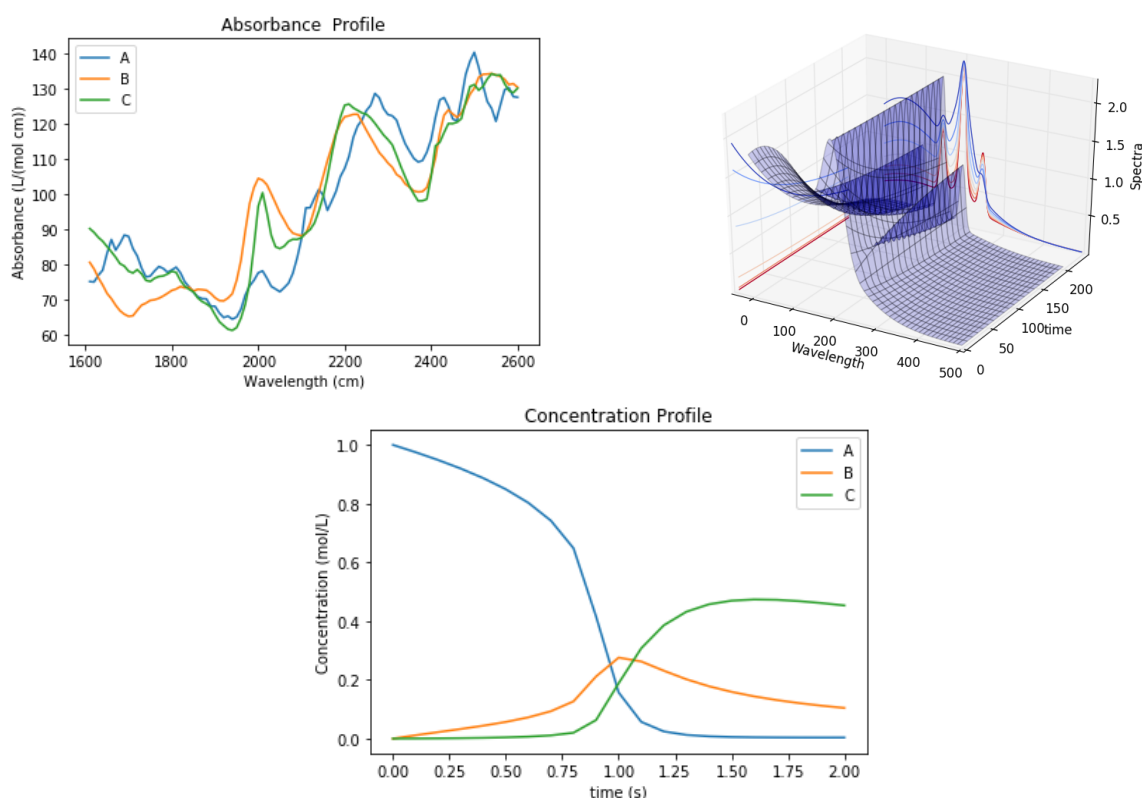 Absorbance Profile
A
B
C
140
130
120
110
100
90
80
70
60
Absorbance (L/(mol cm))
1600 1800 2000 2200 2400 2600
Wavelength (cm)
2.0
1.5
1.0
0.5
Spectra
0 100 200 300 400 500
Wavelength
0 50 100 150 200
time
Concentration Profile
A
B
C
1.0
0.8
0.6
0.4
0.2
0.0
Concentration (mol/L)
0.00 0.25 0.50 0.75 1.00 1.25 1.50 1.75 2.00
time (s)